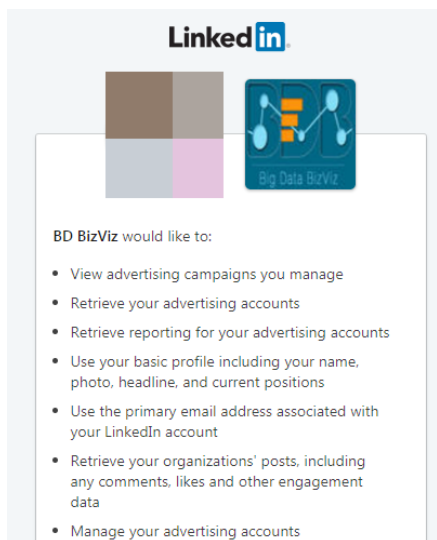 Linked in.
BDB
Big Data BizViz
BD BizViz would like to:
• View advertising campaigns you manage
• Retrieve your advertising accounts
• Retrieve reporting for your advertising accounts
• Use your basic profile including your name,
photo, headline, and current positions
• Use the primary email address associated with
your LinkedIn account
• Retrieve your organizations' posts, including
any comments, likes and other engagement
data
• Manage your advertising accounts